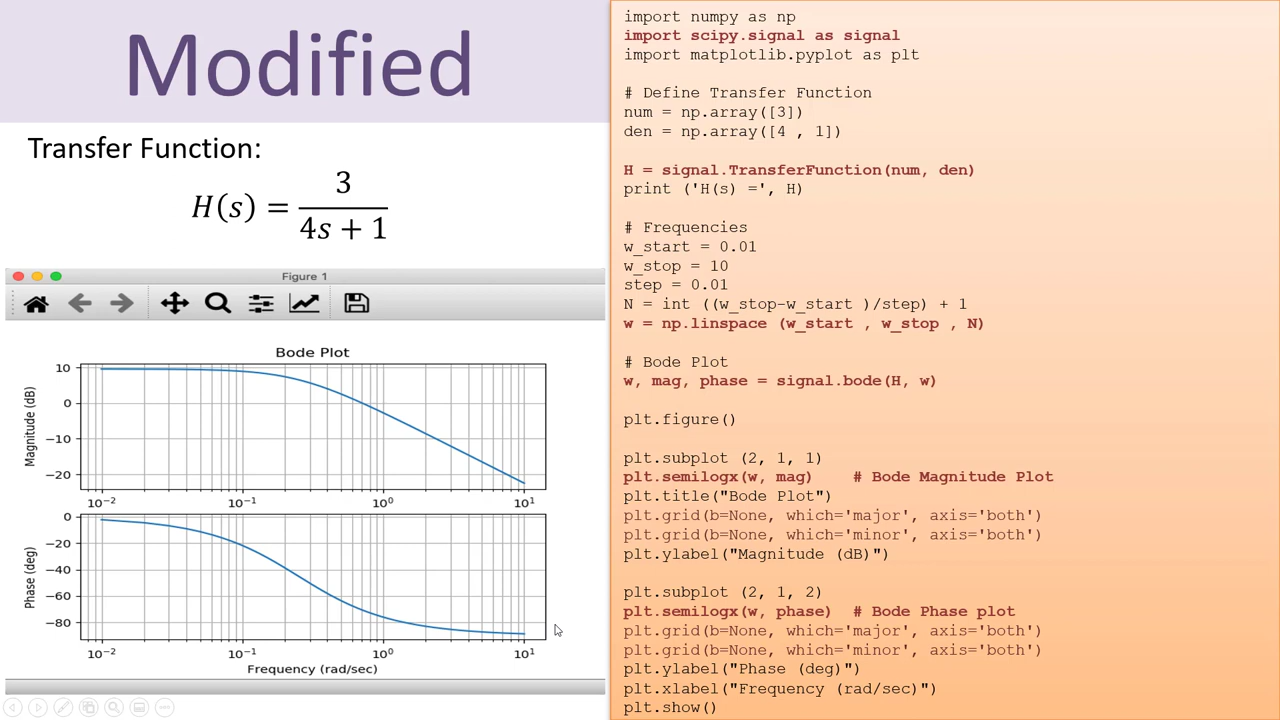 Modified
Transfer Function:
H(s) = 3 / 4s + 1
Figure 1
Bode Plot
10
0
−10
−20
Magnitude (dB)
10⁻² 10⁻¹ 10⁰ 10¹
0
−20
−40
−60
−80
Phase (deg)
10⁻² 10⁻¹ 10⁰ 10¹
Frequency (rad/sec)
import numpy as np
import scipy.signal as signal
import matplotlib.pyplot as plt
# Define Transfer Function
num = np.array([3])
den = np.array([4 , 1])
H = signal.TransferFunction(num, den)
print ('H(s) =', H)
# Frequencies
w_start = 0.01
w_stop = 10
step = 0.01
N = int ((w_stop-w_start )/step) + 1
w = np.linspace (w_start , w_stop , N)
# Bode Plot
w, mag, phase = signal.bode(H, w)
plt.figure()
plt.subplot (2, 1, 1)
plt.semilogx(w, mag)    # Bode Magnitude Plot
plt.title("Bode Plot")
plt.grid(b=None, which='major', axis='both')
plt.grid(b=None, which='minor', axis='both')
plt.ylabel("Magnitude (dB)")
plt.subplot (2, 1, 2)
plt.semilogx(w, phase)  # Bode Phase plot
plt.grid(b=None, which='major', axis='both')
plt.grid(b=None, which='minor', axis='both')
plt.ylabel("Phase (deg)")
plt.xlabel("Frequency (rad/sec)")
plt.show()